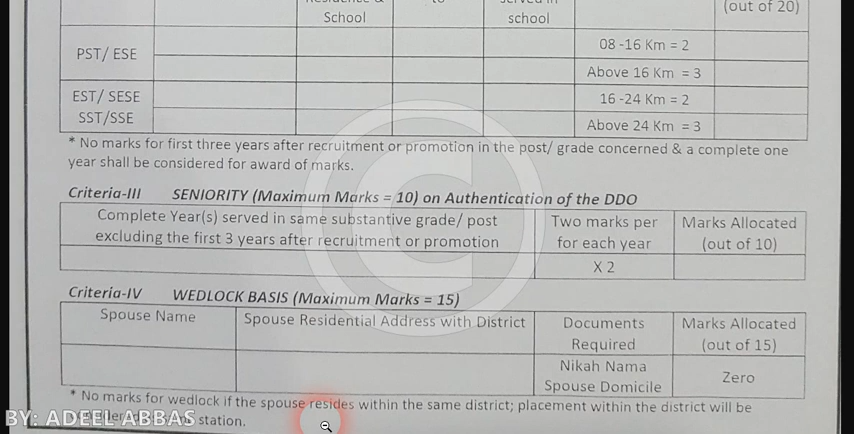 School
school
(out of 20)
PST/ ESE
08 -16 Km = 2
Above 16 Km = 3
EST/ SESE
SST/SSE
16 -24 Km = 2
Above 24 Km = 3
* No marks for first three years after recruitment or promotion in the post/ grade concerned & a complete one
year shall be considered for award of marks.
Criteria-III SENIORITY (Maximum Marks = 10) on Authentication of the DDO
Complete Year(s) served in same substantive grade/ post
excluding the first 3 years after recruitment or promotion
Two marks per
for each year
Marks Allocated
(out of 10)
X 2
Criteria-IV WEDLOCK BASIS (Maximum Marks = 15)
Spouse Name
Spouse Residential Address with District
Documents
Required
Marks Allocated
(out of 15)
Nikah Nama
Spouse Domicile
Zero
* No marks for wedlock if the spouse resides within the same district; placement within the district will be
station.
BY: ADEEL ABBAS